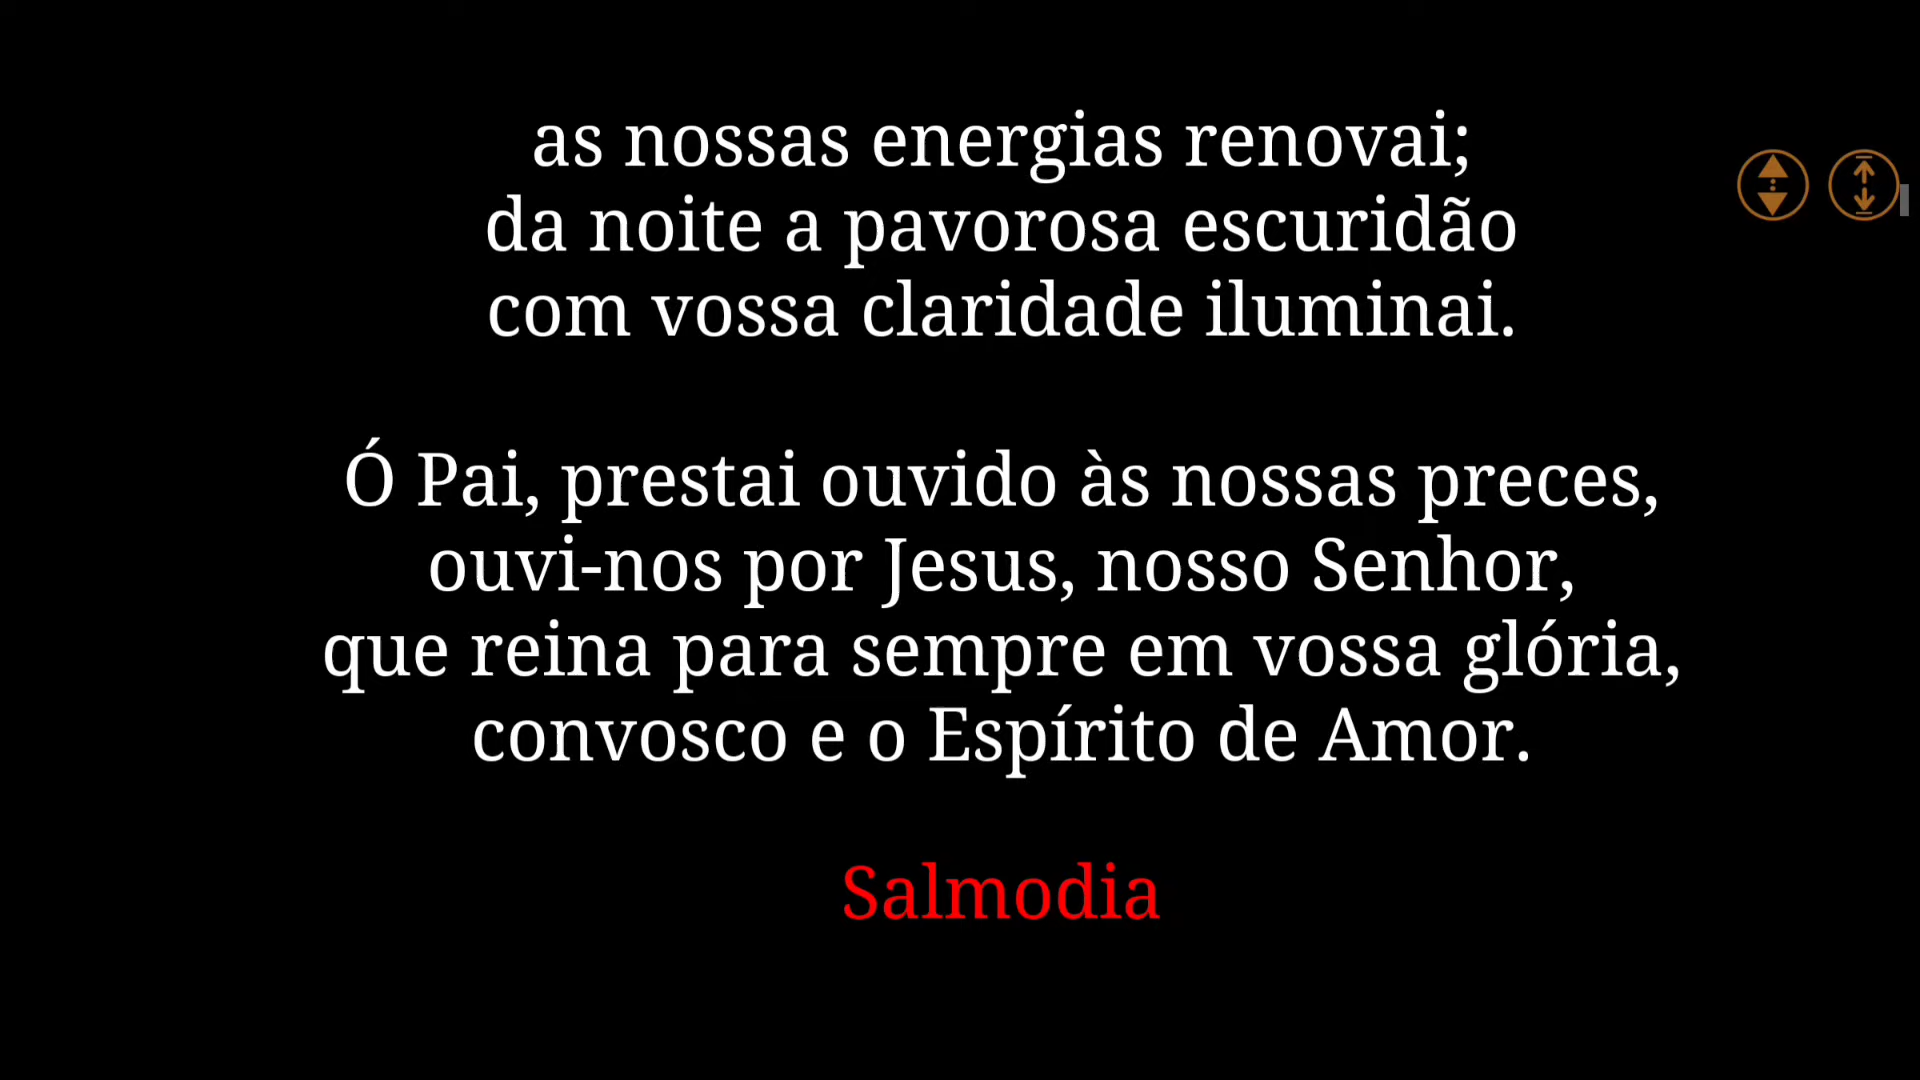 as nossas energias renovai;
da noite a pavorosa escuridão
com vossa claridade iluminai.
Ó Pai, prestai ouvido às nossas preces,
ouvi-nos por Jesus, nosso Senhor,
que reina para sempre em vossa glória,
convosco e o Espírito de Amor.
Salmodia